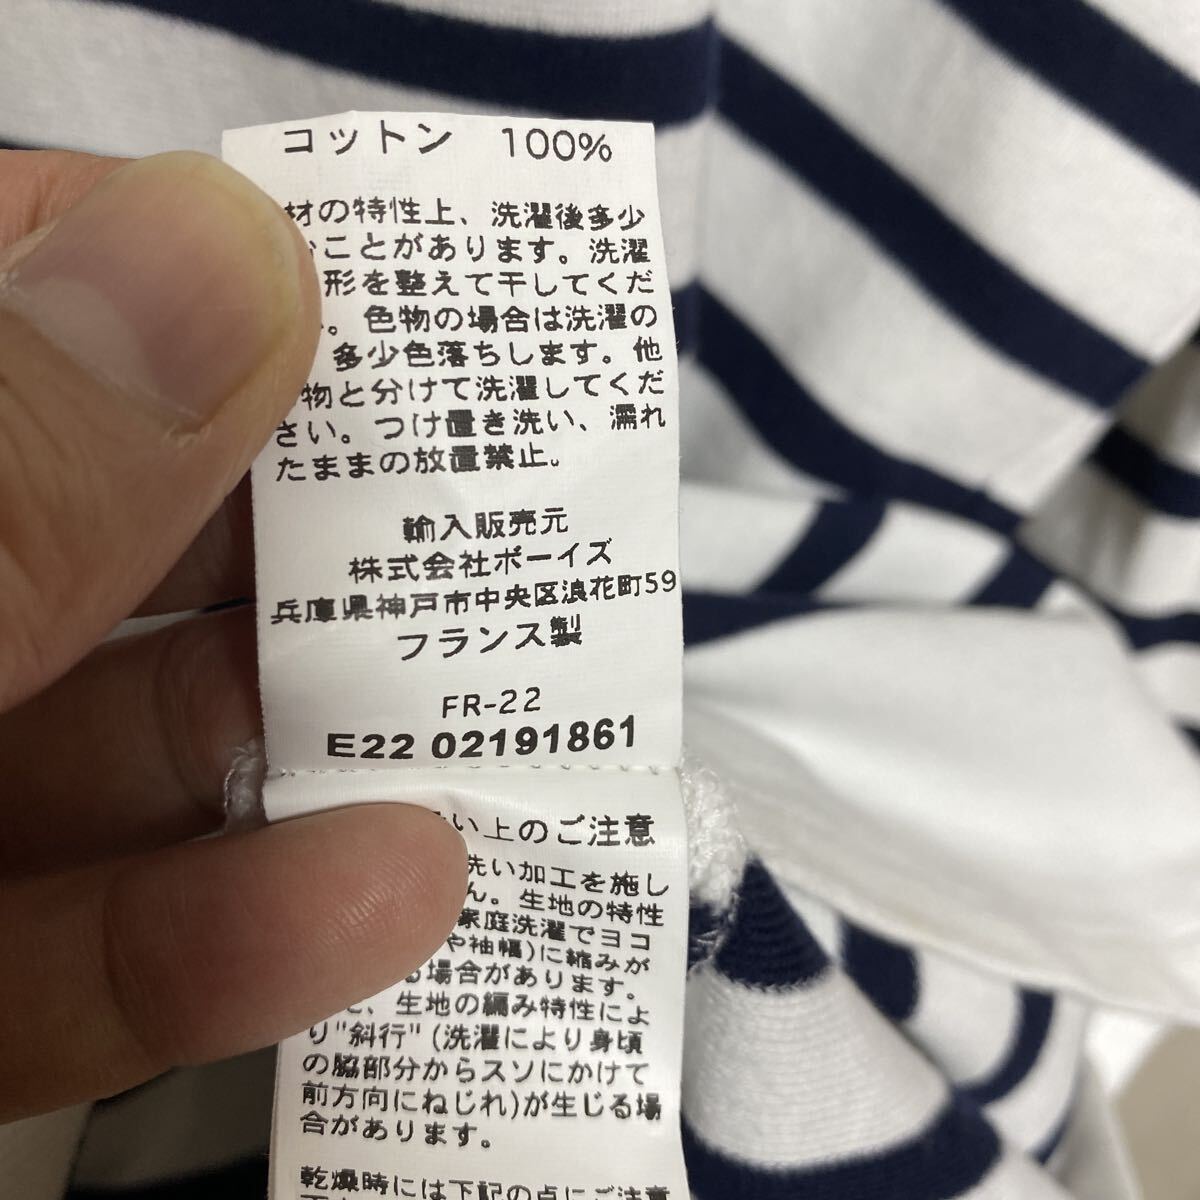 コットン 100%
材の特性上、洗濯後多少
ことがあります。洗濯
形を整えて干してくだ
。色物の場合は洗濯の
多少色落ちします。他
物と分けて洗濯してくだ
さい。つけ置き洗い、濡れ
たままの放置禁止。
輸入販売元
株式会社ボーイズ
兵庫県神戸市中央区浪花町59
フランス製
FR-22
E22 02191861
い上のご注意
洗い加工を施し
ん。生地の特性
家庭洗濯でヨコ
や袖幅)に縮みが
る場合があります。
、生地の編み特性によ
り"斜行"(洗濯により身頃
の脇部分からスソにかけて
前方向にねじれ)が生じる場
合があります。
乾燥時には下記の点にご注意